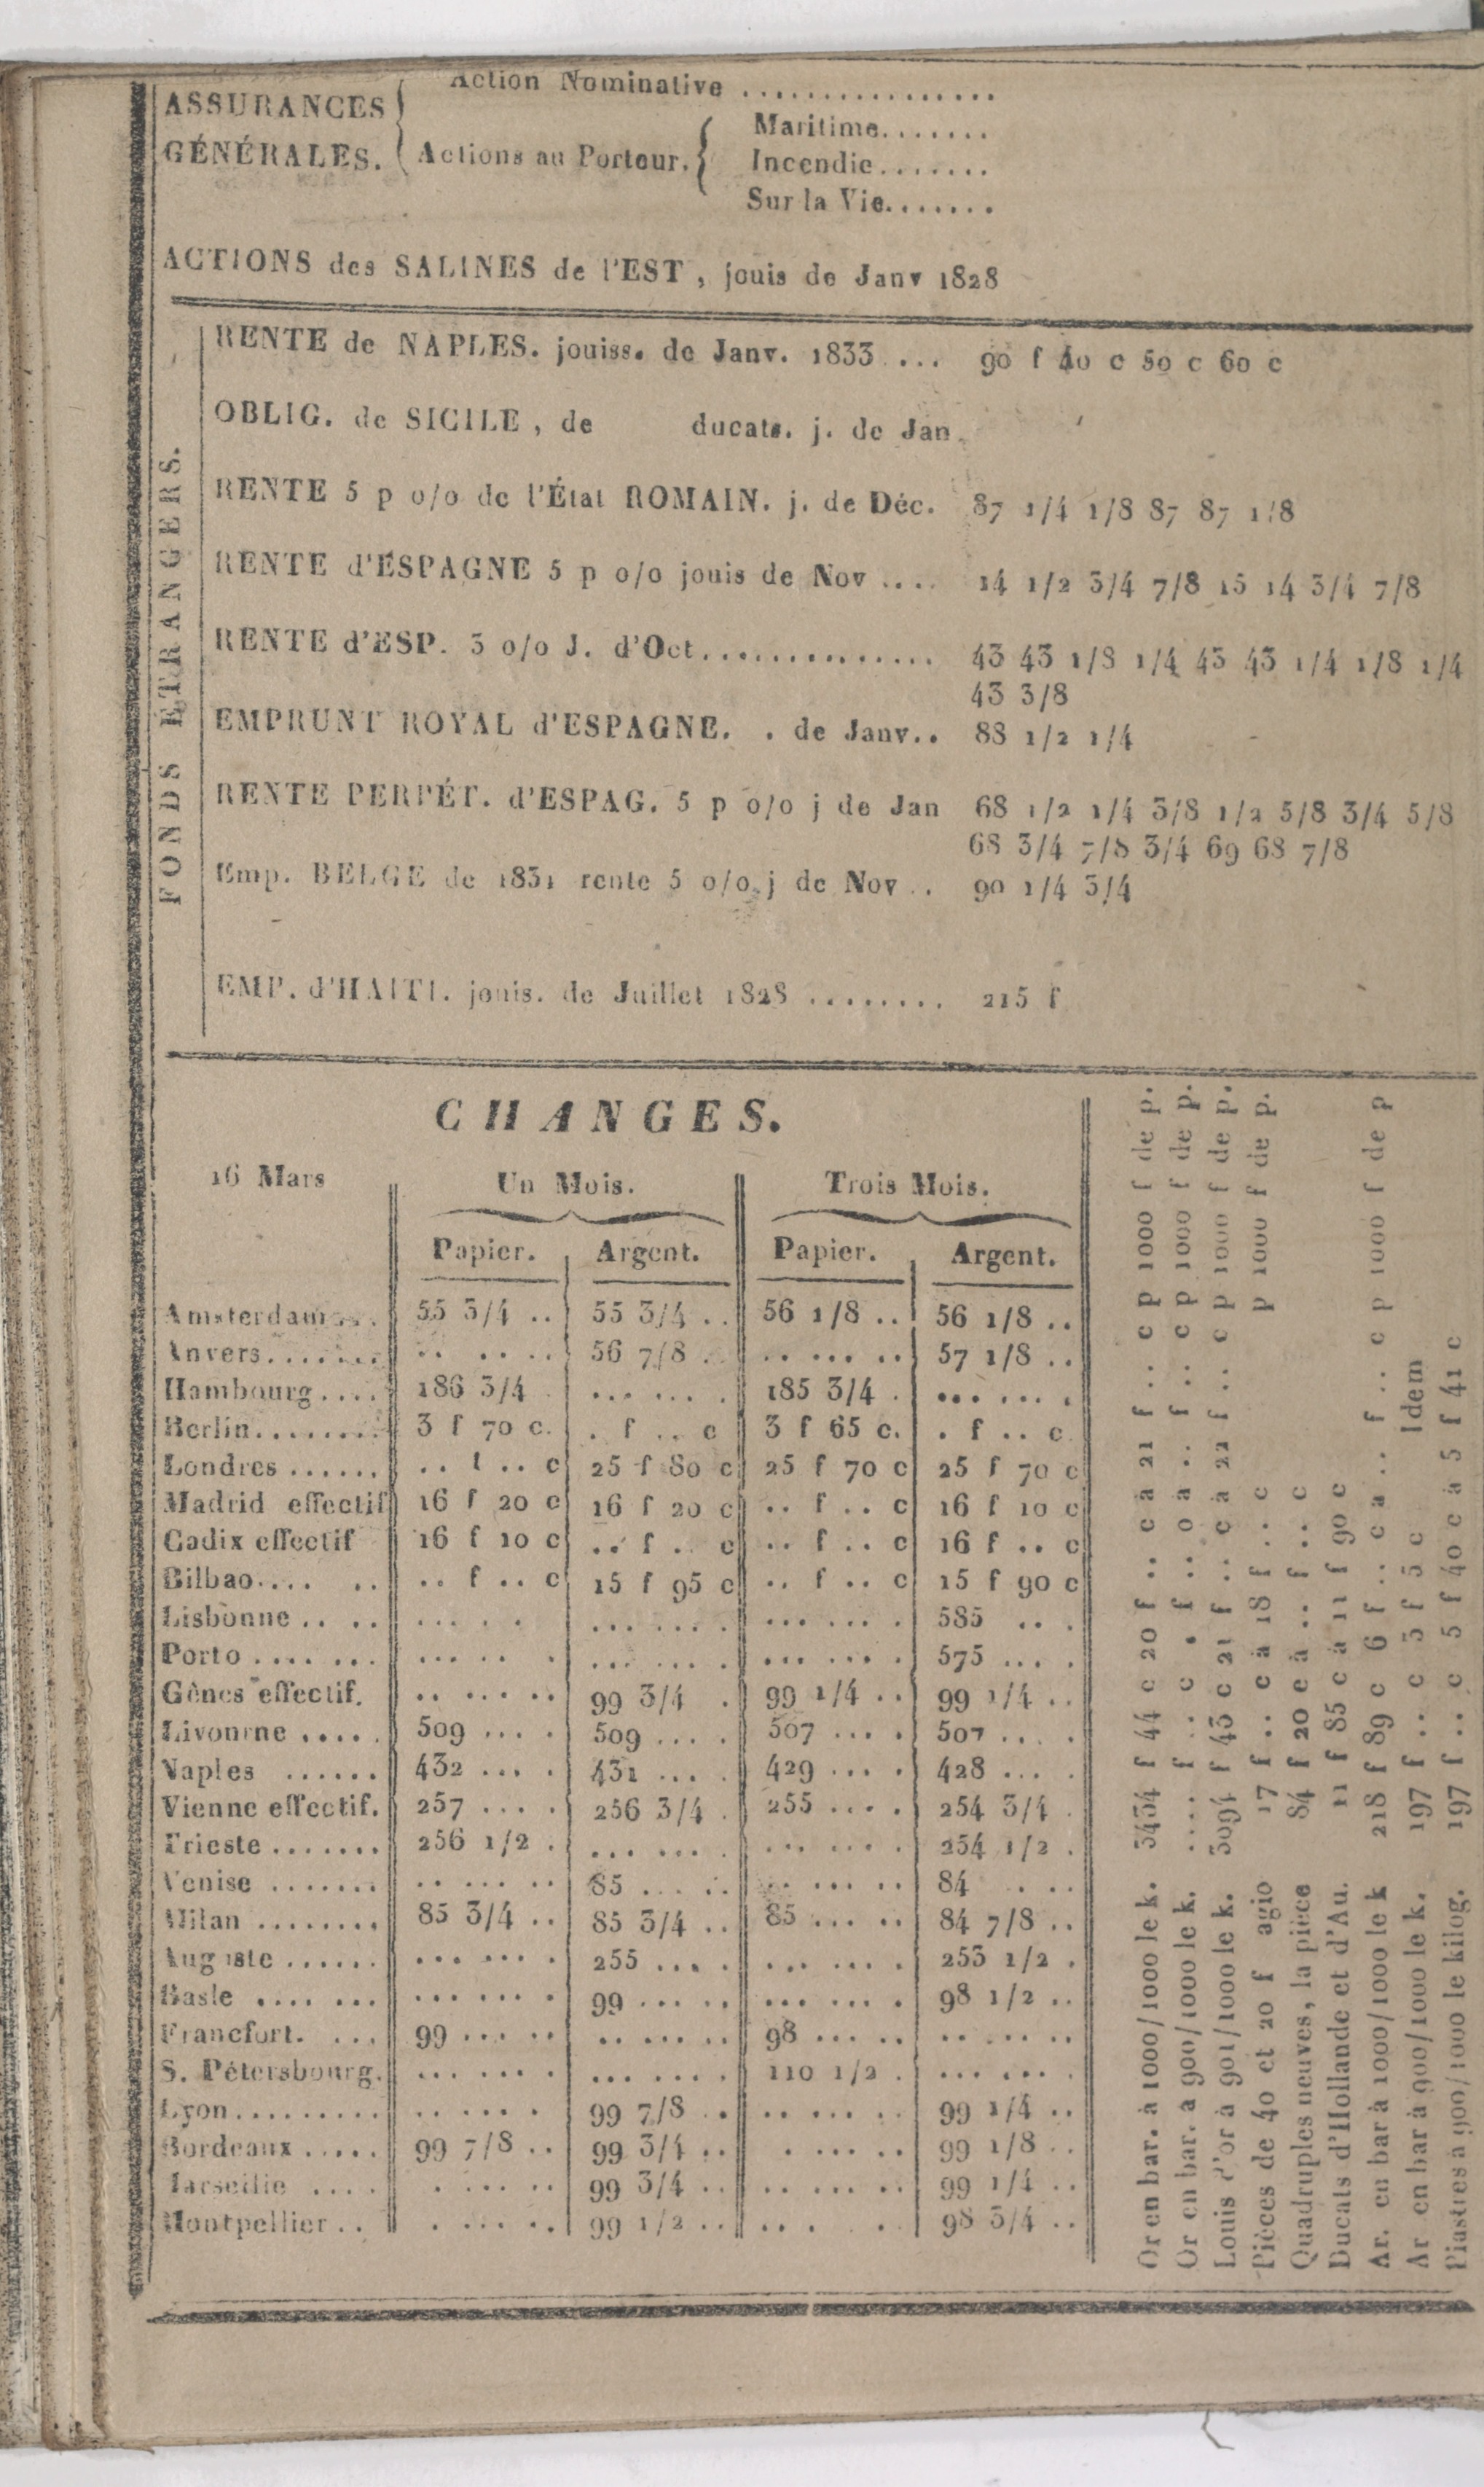 Action Nominative ................
ASSURANCES
GÉNÉRALES.
Actions au Porteur.
Maritime.......
Incendie.......
Sur la Vie.......
ACTIONS des SALINES de l'EST , jouis de Janv 1828
FONDS ETRANGERS.
RENTE de NAPLES. jouiss. de Janv. 1833 ... 90 f 40 c 50 c 60 c
OBLIG. de SICILE , de ducats. j. de Jan.
RENTE 5 p o/o de l'État ROMAIN. j. de Déc. 87 1/4 1/8 87 87 1/8
RENTE d'ESPAGNE 5 p o/o jouis de Nov .... 14 1/2 3/4 7/8 15 14 3/4 7/8
RENTE d'ESP. 3 o/o J. d'Oct.............. 43 43 1/8 1/4 43 43 1/4 1/8 1/4
43 3/8
EMPRUNT ROYAL d'ESPAGNE. . de Janv.. 88 1/2 1/4
RENTE PERPÉT. d'ESPAG. 5 p o/o j de Jan 68 1/2 1/4 3/8 1/2 5/8 3/4 5/8
68 3/4 7/8 3/4 69 68 7/8
Emp. BELGE de 1831 rente 5 o/o j de Nov .. 90 1/4 3/4
EMP. d'HAITI. jouis. de Juillet 1828 ........ 215 f
CHANGES.
16 Mars Un Mois. Trois Mois.
Papier. Argent. Papier. Argent.
Amsterdam.... 55 3/4 .. 55 3/4 .. 56 1/8 .. 56 1/8 ..
Anvers....... .. .. .. 56 7/8 .. .. ... .. 57 1/8 ..
Hambourg.... 186 3/4 . ... ... . 185 3/4 . ... ... .
Berlin........ 3 f 70 c. . f .. c 3 f 65 c. . f .. c
Londres ...... .. f .. c 25 f 80 c 25 f 70 c 25 f 70 c
Madrid effectif 16 f 20 c 16 f 20 c .. f .. c 16 f 10 c
Cadix effectif 16 f 10 c .. f .. c .. f .. c 16 f .. c
Bilbao.... .. .. f .. c 15 f 95 c .. f .. c 15 f 90 c
Lisbonne .. .. ... . . ... ... . ... ... . 585 .. .
Porto .... ... ... .. . ... ... . ... ... . 575 ... .
Gênes effectif. .. ... .. 99 3/4 . 99 1/4 .. 99 1/4 ..
Livourne ..... 509 ... . 509 ... . 507 ... . 507 ... .
Naples ...... 432 ... . 431 ... . 429 ... . 428 ... .
Vienne effectif. 257 ... . 256 3/4 . 255 ... . 254 3/4 .
Trieste ....... 256 1/2 . ... ... . ... ... . 254 1/2 .
Venise ....... .. ... .. 85 ... .. .. ... .. 84 . ..
Milan ........ 85 3/4 .. 85 3/4 .. 85 ... .. 84 7/8 ..
Auguste ...... ... ... . 255 ... . ... ... . 253 1/2 .
Basle .... ... ... ... . 99 ... .. ... ... . 98 1/2 ..
Francfort. ... 99 ... .. .. ... .. 98 ... .. .. ... ..
S. Pétersbourg. ... ... . ... ... . 110 1/2 . ... ... .
Lyon......... .. ... . 99 7/8 .. .. ... .. 99 1/4 ..
Bordeaux ..... 99 7/8 .. 99 3/4 .. . ... .. 99 1/8 ..
Marseille .... . ... .. 99 3/4 .. .. ... .. 99 1/4 ..
Montpellier .. . ... .. 99 1/2 .. .. . .. 98 3/4 ..
Or en bar. à 1000/1000 le k. 3434 f 44 c 20 f .. c à 21 f .. c p 1000 f de p.
Or en bar. a 900/1000 le k. .... f .. c . f .. o a .. f .. c p 1000 f de p.
Louis d'or à 901/1000 le k. 3094 f 43 c 21 f .. c à 22 f .. c p 1000 f de p.
Pièces de 40 et 20 f agio 17 f .. c à 18 f .. c p 1000 f de p.
Quadruples neuves, la pièce 84 f 20 c à .. f .. c
Ducats d'Hollande et d'Au. 11 f 85 c à 11 f 90 c
Ar. en bar à 1000/1000 le k 218 f 89 c 6 f .. c a .. f .. c p 1000 f de p
Ar en bar à 900/1000 le k. 197 f .. c 3 f 5 c Idem
Piastres a 900/1000 le kilog. 197 f .. c 5 f 40 c à 5 f 41 c